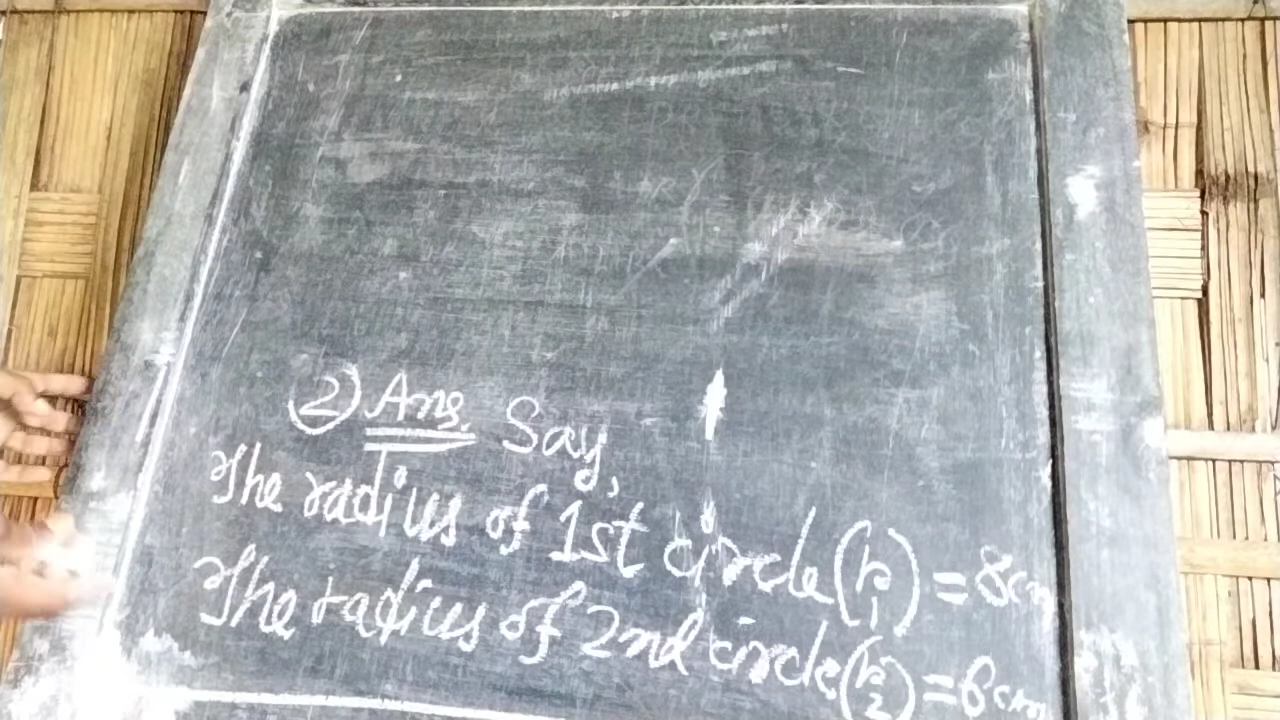 ② Ans. Say,
The radius of 1st circle (r₁) = 8cm
The radius of 2nd circle (r₂) = 6cm